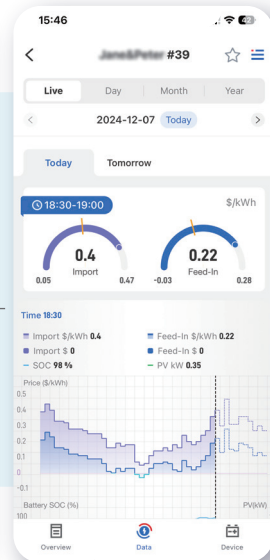 15:46
#39
Live Day Month Year
2024-12-07 Today
Today Tomorrow
18:30-19:00 $/kWh
0.4 0.22
Import Feed-In
0.05 0.47 -0.03 0.28
Time 18:30
Import $/kWh 0.4 Feed-In $/kWh 0.22
Import $ 0 Feed-In $ 0
SOC 98 % PV kW 0.35
Price ($/kWh)
0.5
0.4
0.3
0.2
0.1
0
-0.1
Battery SOC (%) PV(kW)
100
Overview Data Device